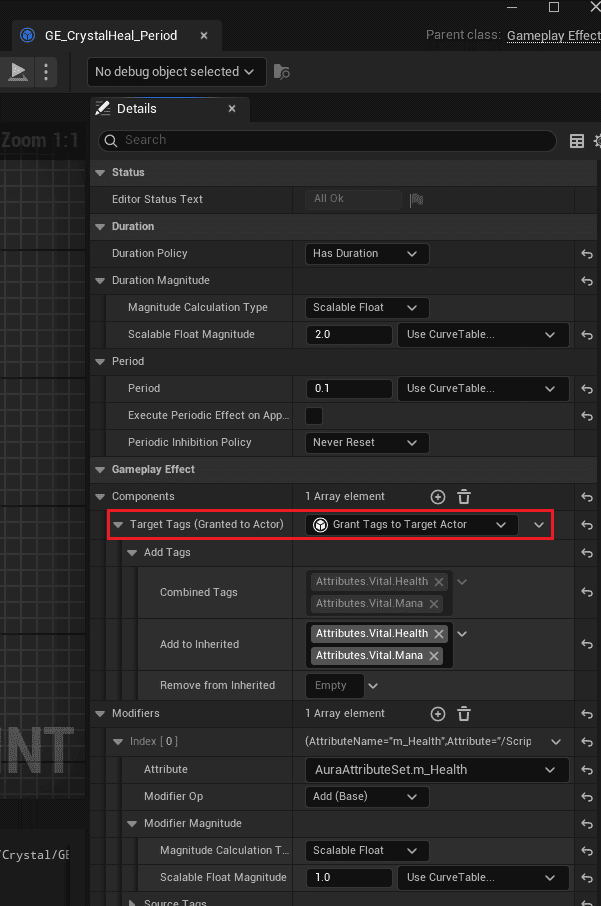 GE_CrystalHeal_Period
Parent class: Gameplay Effect
No debug object selected
Details
Zoom 1:1
Search
Status
Editor Status Text All Ok
Duration
Duration Policy Has Duration
Duration Magnitude
Magnitude Calculation Type Scalable Float
Scalable Float Magnitude 2.0 Use CurveTable...
Period
Period 0.1 Use CurveTable...
Execute Periodic Effect on App...
Periodic Inhibition Policy Never Reset
Gameplay Effect
Components 1 Array element
Target Tags (Granted to Actor) Grant Tags to Target Actor
Add Tags
Combined Tags Attributes.Vital.Health
Attributes.Vital.Mana
Add to Inherited Attributes.Vital.Health
Attributes.Vital.Mana
Remove from Inherited Empty
Modifiers 1 Array element
Index [ 0 ] (AttributeName="m_Health",Attribute="/Scrip
Attribute AuraAttributeSet.m_Health
NT
Modifier Op Add (Base)
Modifier Magnitude
Magnitude Calculation T... Scalable Float
/Crystal/GE
Scalable Float Magnitude 1.0 Use CurveTable...
Source Tags